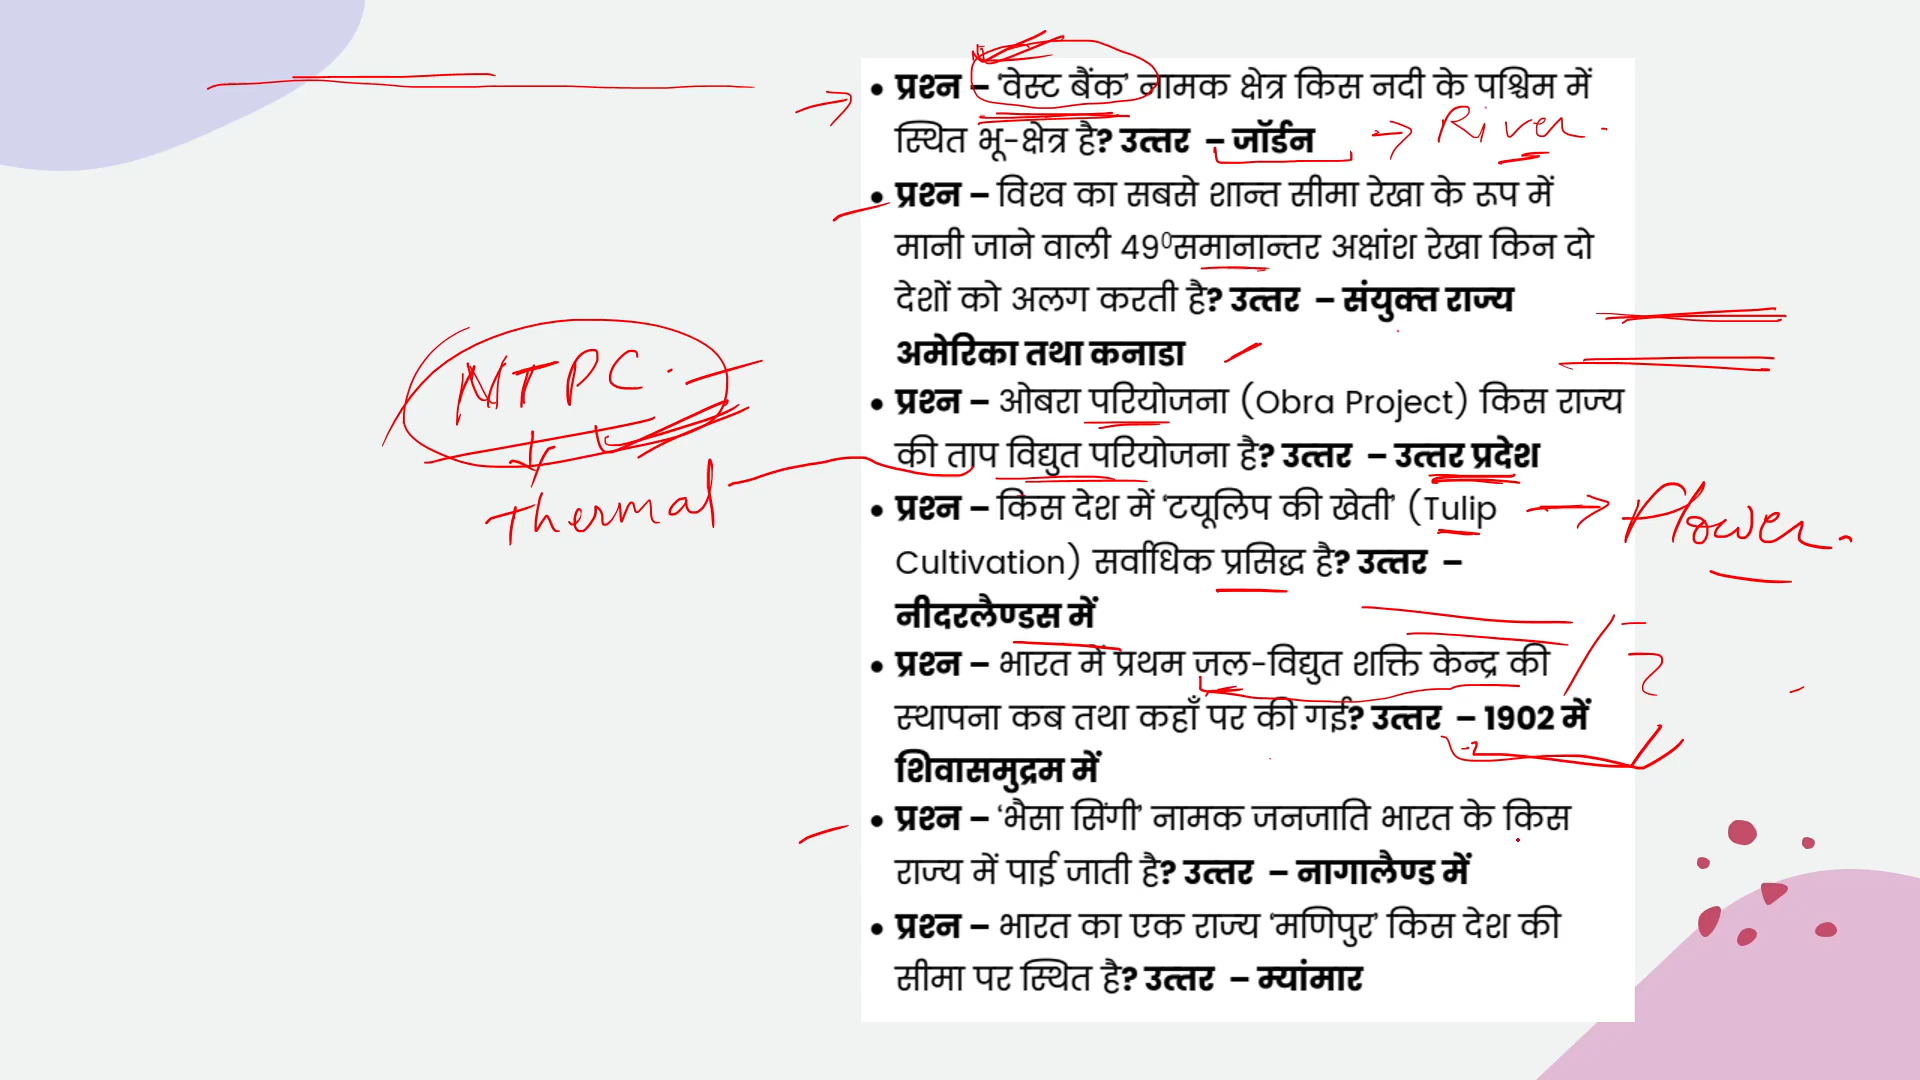 • प्रश्न – ‘वेस्ट बैंक’ नामक क्षेत्र किस नदी के पश्चिम में
स्थित भू-क्षेत्र है? उत्तर – जॉर्डन → River.
• प्रश्न – विश्व का सबसे शान्त सीमा रेखा के रूप में
मानी जाने वाली 49⁰समानान्तर अक्षांश रेखा किन दो
देशों को अलग करती है? उत्तर – संयुक्त राज्य
अमेरिका तथा कनाडा
NTPC.
• प्रश्न – ओबरा परियोजना (Obra Project) किस राज्य
की ताप विद्युत परियोजना है? उत्तर – उत्तर प्रदेश
Thermal
• प्रश्न – किस देश में ‘टयूलिप की खेती’ (Tulip → Flower.
Cultivation) सर्वाधिक प्रसिद्ध है? उत्तर –
नीदरलैण्डस में
• प्रश्न – भारत में प्रथम जल-विद्युत शक्ति केन्द्र की
स्थापना कब तथा कहाँ पर की गई? उत्तर – 1902 में
शिवासमुद्रम में
• प्रश्न – ‘भैसा सिंगी’ नामक जनजाति भारत के किस
राज्य में पाई जाती है? उत्तर – नागालैण्ड में
• प्रश्न – भारत का एक राज्य ‘मणिपुर’ किस देश की
सीमा पर स्थित है? उत्तर – म्यांमार